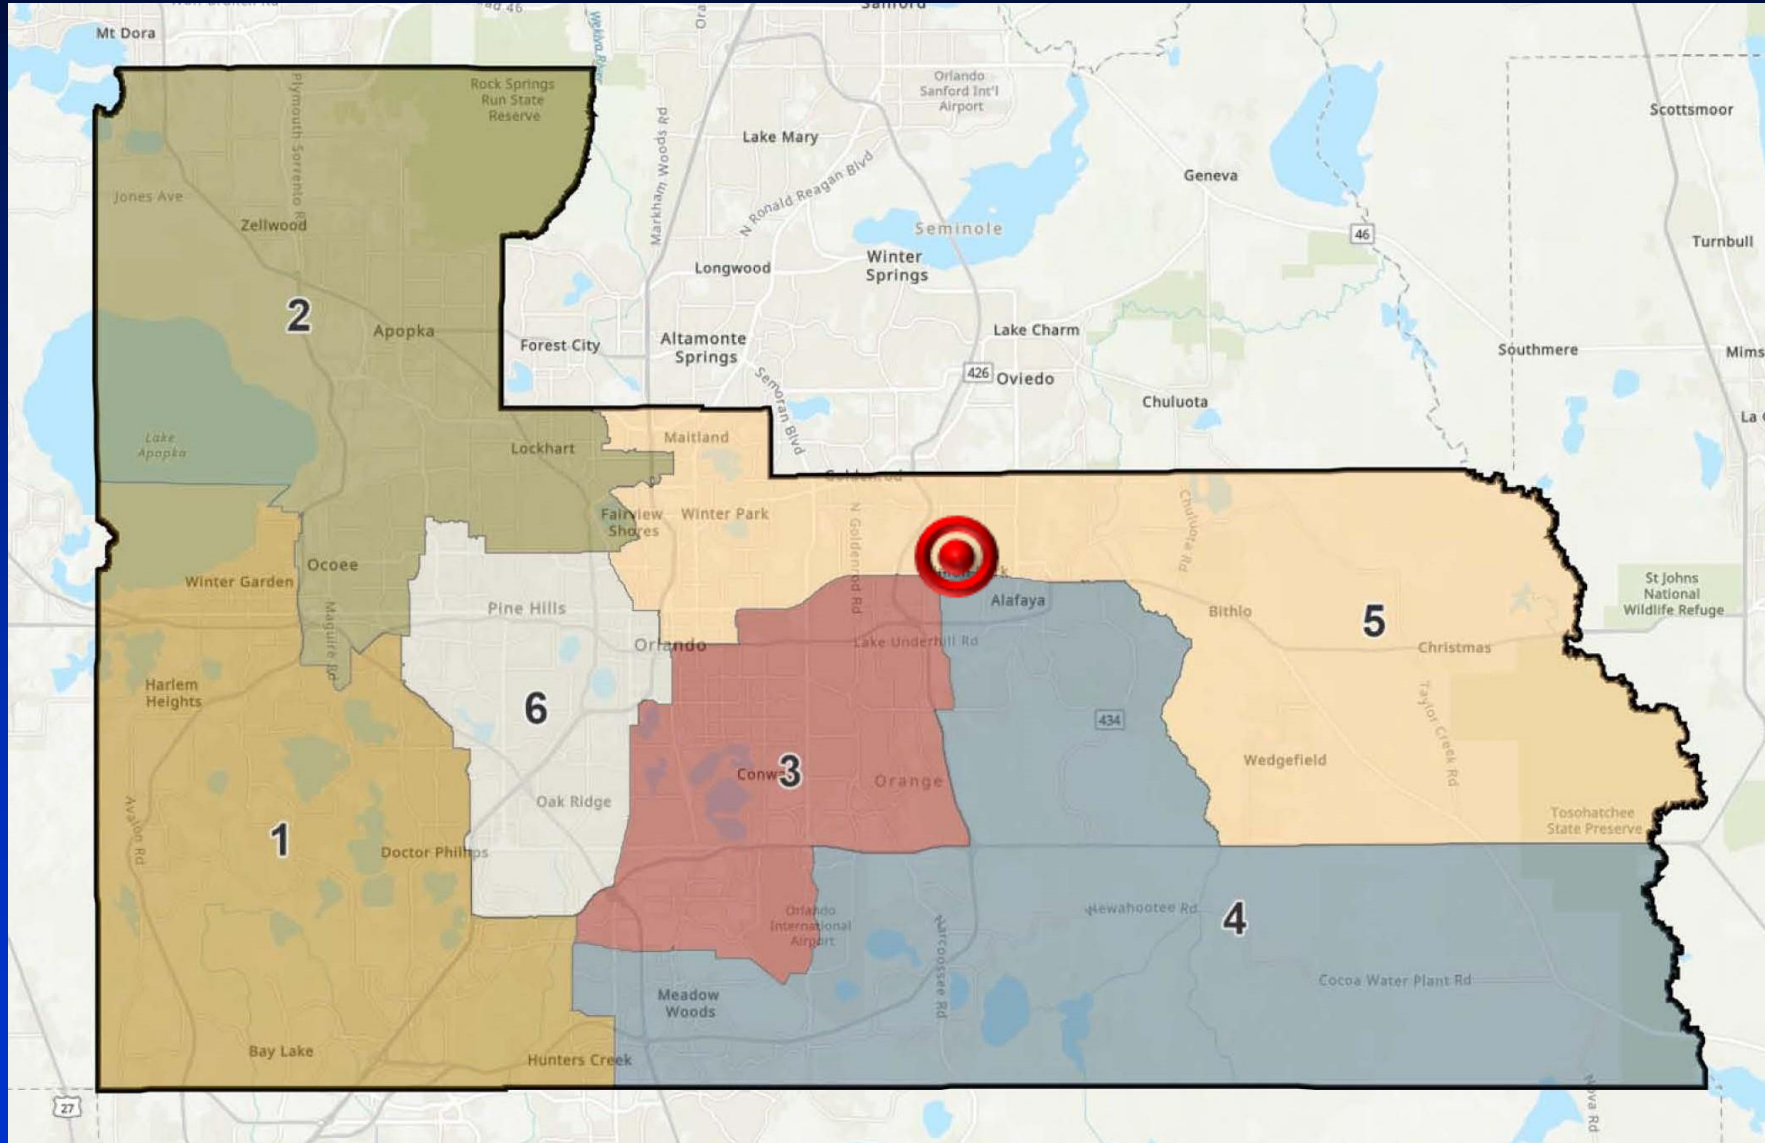 Mt Dora
Sanford
Rock Springs
Run State
Reserve
Wekiva River
Plymouth Sorrento Rd
Markham Woods Rd
Orlando
Sanford Int'l
Airport
Scottsmoor
Lake Mary
N Ronald Reagan Blvd
Geneva
Jones Ave
Zellwood
Seminole
46
Turnbull
Longwood
Winter
Springs
2
Apopka
Forest City
Altamonte
Springs
Lake Charm
Southmere
Mims
426
Oviedo
Semoran Blvd
Chuluota
Lake
Apopka
Lockhart
Maitland
Goldenrod
Fairview
Shores
Winter Park
N Goldenrod Rd
Chuluota Rd
Ocoee
Winter Garden
Maguire Rd
Pine Hills
Alafaya
Bithlo
5
St Johns
National
Wildlife Refuge
Orlando
Lake Underhill Rd
Christmas
Harlem
Heights
6
434
Taylor Creek Rd
Wedgefield
3
Orange
Oak Ridge
Avalon Rd
1
Doctor Phillips
Tosohatchee
State Preserve
Orlando
International
Airport
Narcoossee Rd
4
Cocoa Water Plant Rd
Meadow
Woods
Bay Lake
Hunters Creek
27
Nova Rd